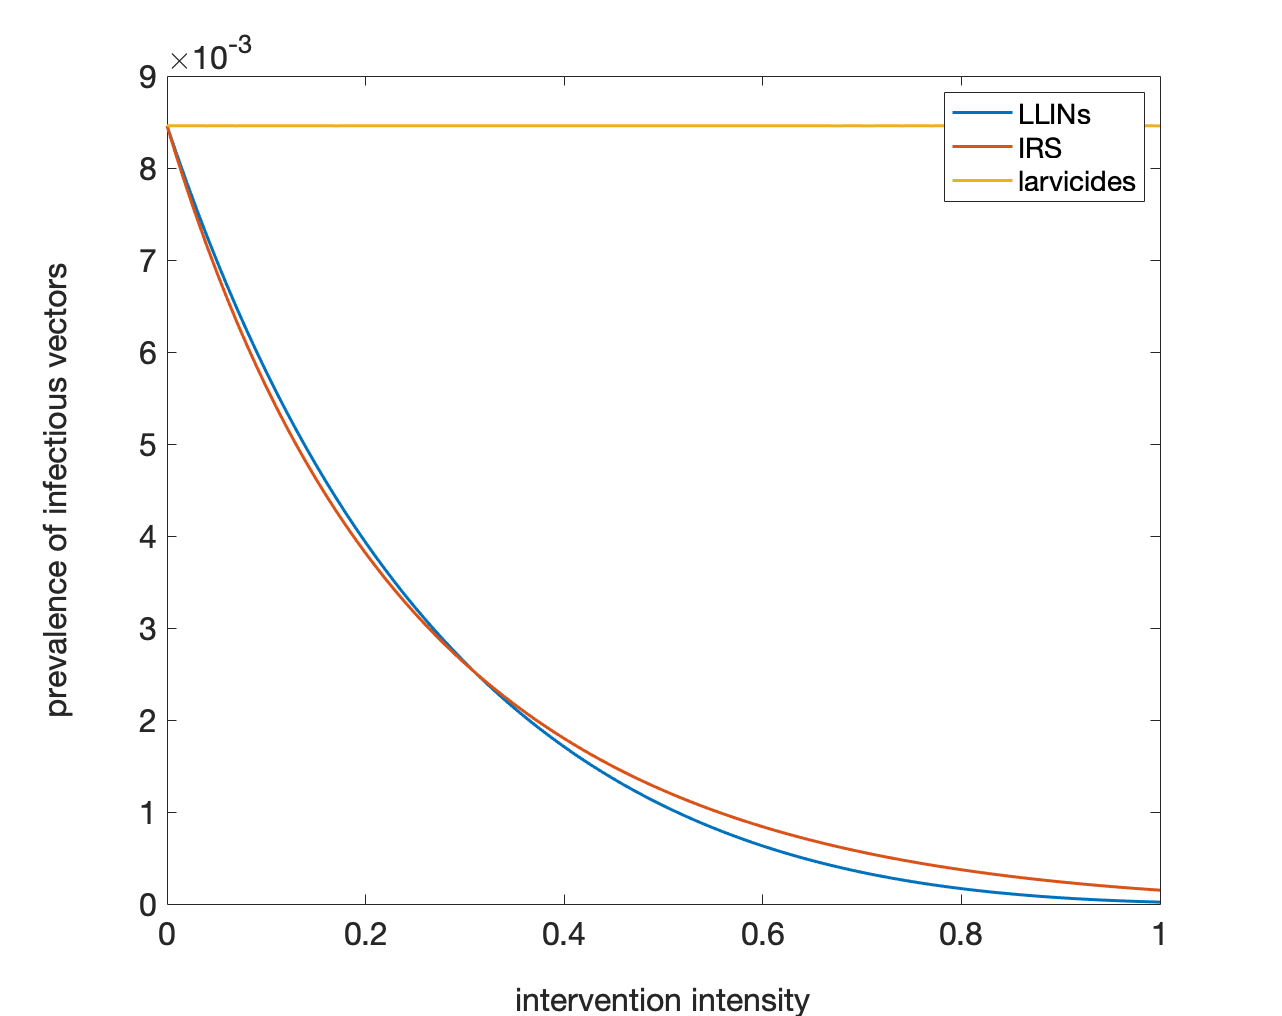 ×10-3
9
8
7
6
5
4
3
2
1
0
0 0.2 0.4 0.6 0.8 1
prevalence of infectious vectors
intervention intensity
LLINs
IRS
larvicides